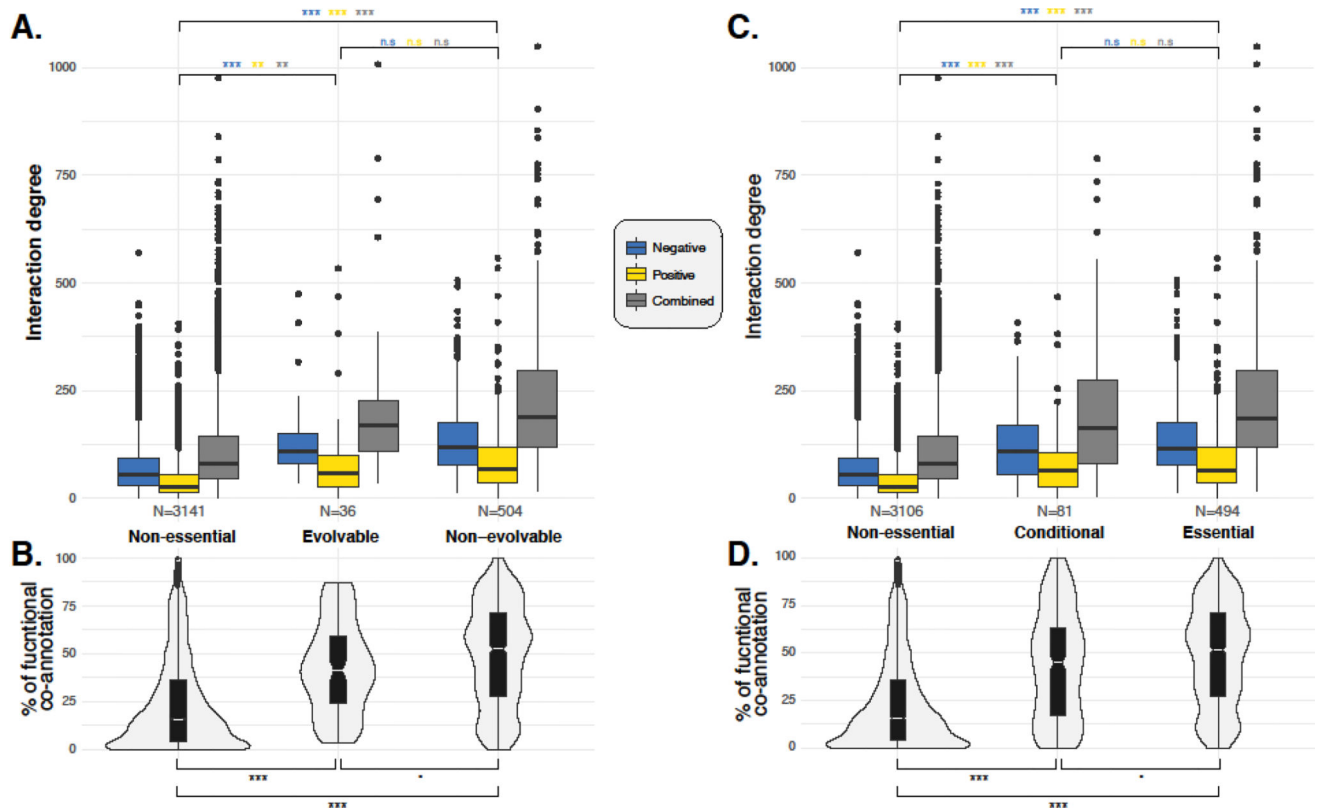 A.
*** *** ***
n.s n.s n.s
*** ** **
1000
750
500
250
0
Interaction degree
N=3141 N=36 N=504
Non-essential Evolvable Non-evolvable
Negative
Positive
Combined
B.
100
75
50
25
0
% of fucntional
co-annotation
***
***
C.
*** *** ***
n.s n.s n.s
*** *** ***
1000
750
500
250
0
Interaction degree
N=3106 N=81 N=494
Non-essential Conditional Essential
D.
100
75
50
25
0
% of fucntional
co-annotation
***
***